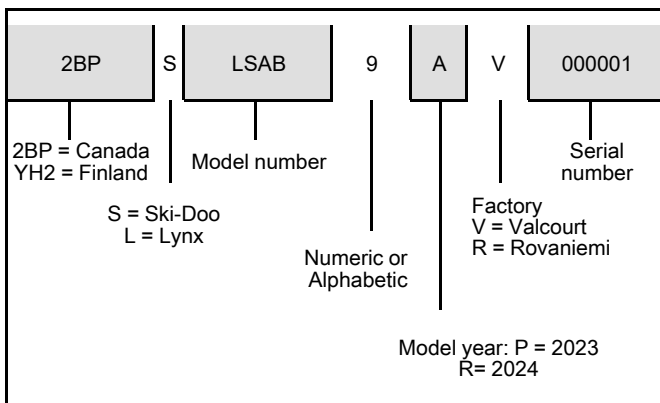 2BP S LSAB 9 A V 000001
2BP = Canada
YH2 = Finland
Model number
Serial
number
S = Ski-Doo
L = Lynx
Factory
V = Valcourt
R = Rovaniemi
Numeric or
Alphabetic
Model year: P = 2023
R= 2024